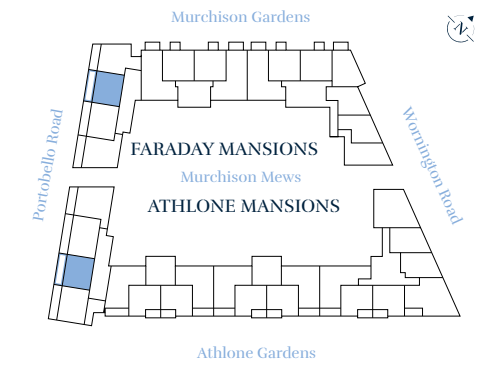 Murchison Gardens
N
Portobello Road
Wornington Road
FARADAY MANSIONS
Murchison Mews
ATHLONE MANSIONS
Athlone Gardens